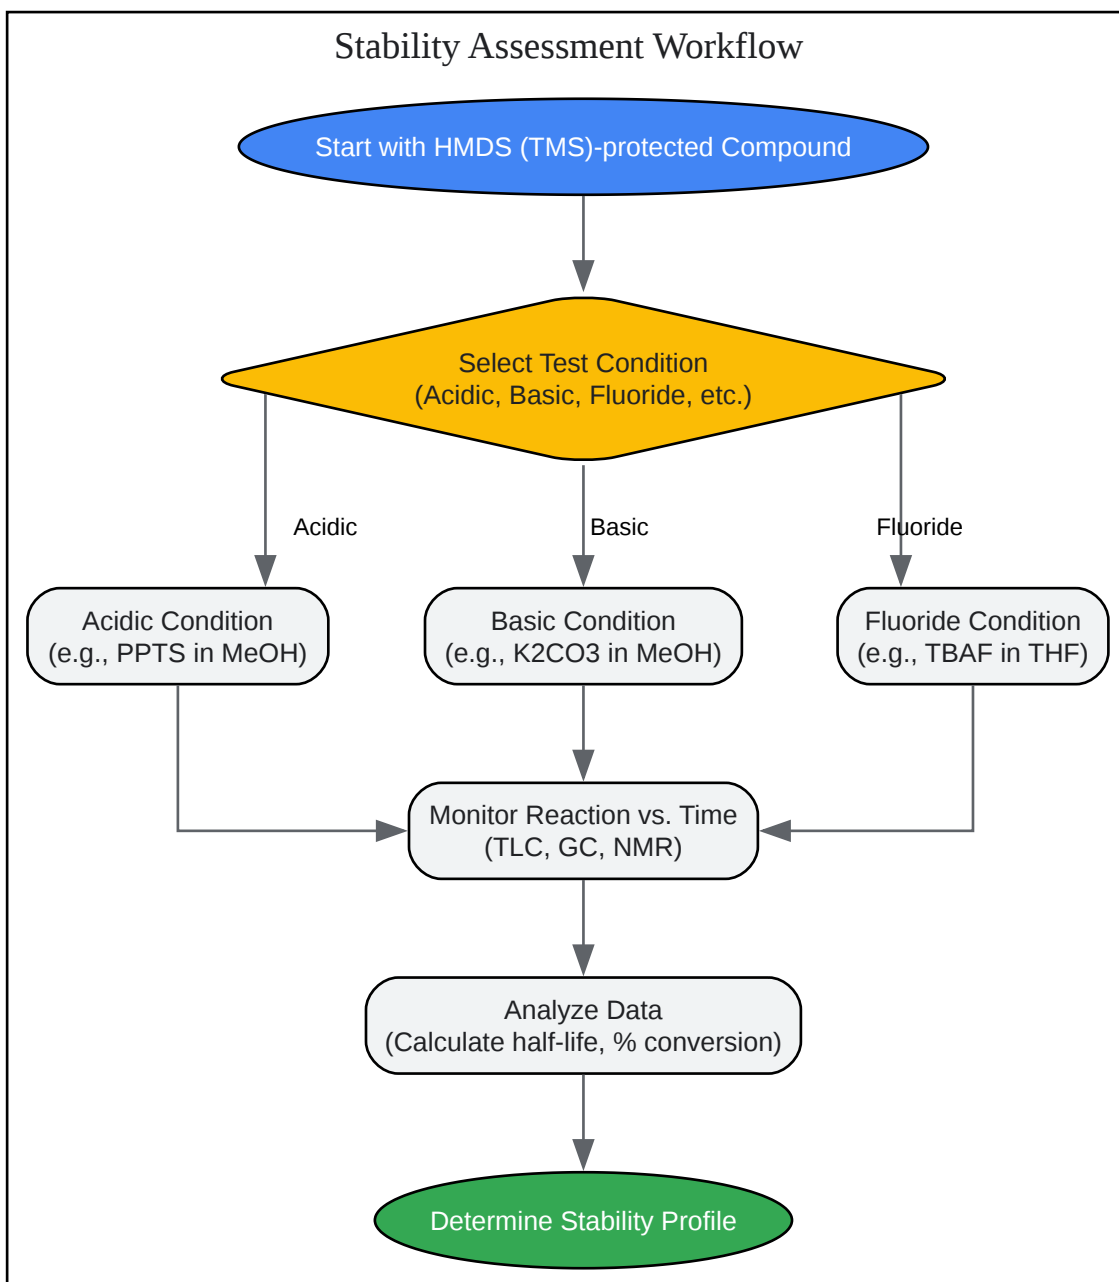 Stability Assessment Workflow
Start with HMDS (TMS)-protected Compound
Select Test Condition
(Acidic, Basic, Fluoride, etc.)
Acidic
Basic
Fluoride
Acidic Condition
(e.g., PPTS in MeOH)
Basic Condition
(e.g., K2CO3 in MeOH)
Fluoride Condition
(e.g., TBAF in THF)
Monitor Reaction vs. Time
(TLC, GC, NMR)
Analyze Data
(Calculate half-life, % conversion)
Determine Stability Profile